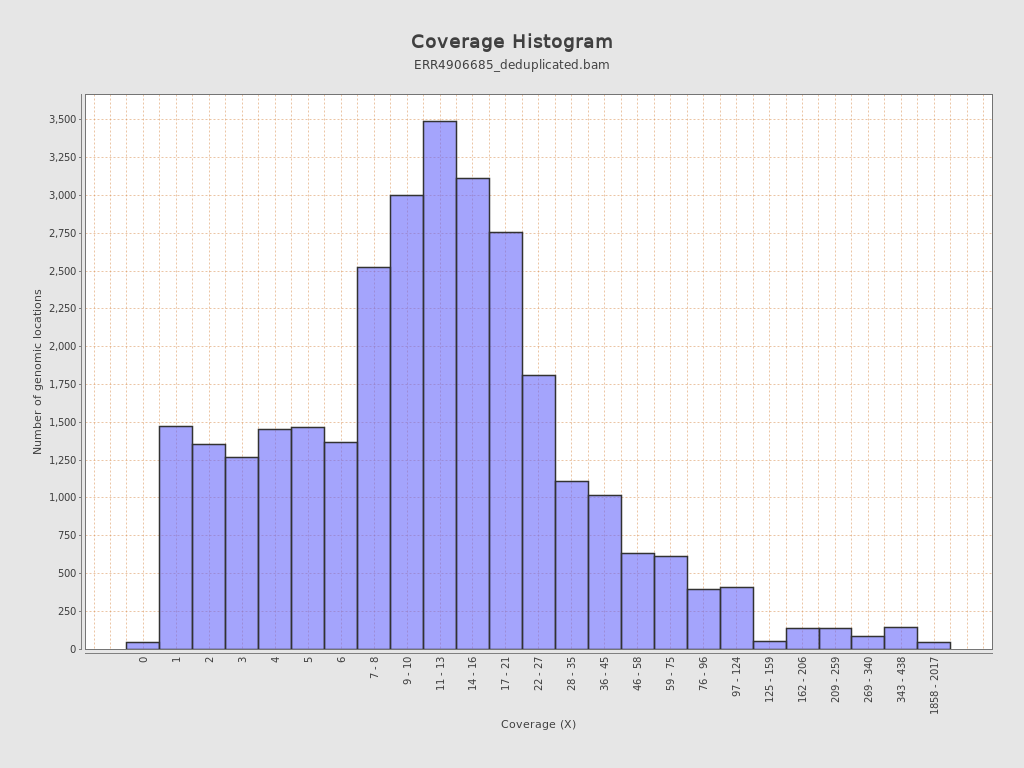 Coverage Histogram
ERR4906685_deduplicated.bam
Number of genomic locations
3,500
3,250
3,000
2,750
2,500
2,250
2,000
1,750
1,500
1,250
1,000
750
500
250
0
0
1
2
3
4
5
6
7 - 8
9 - 10
11 - 13
14 - 16
17 - 21
22 - 27
28 - 35
36 - 45
46 - 58
59 - 75
76 - 96
97 - 124
125 - 159
162 - 206
209 - 259
269 - 340
343 - 438
1858 - 2017
Coverage (X)